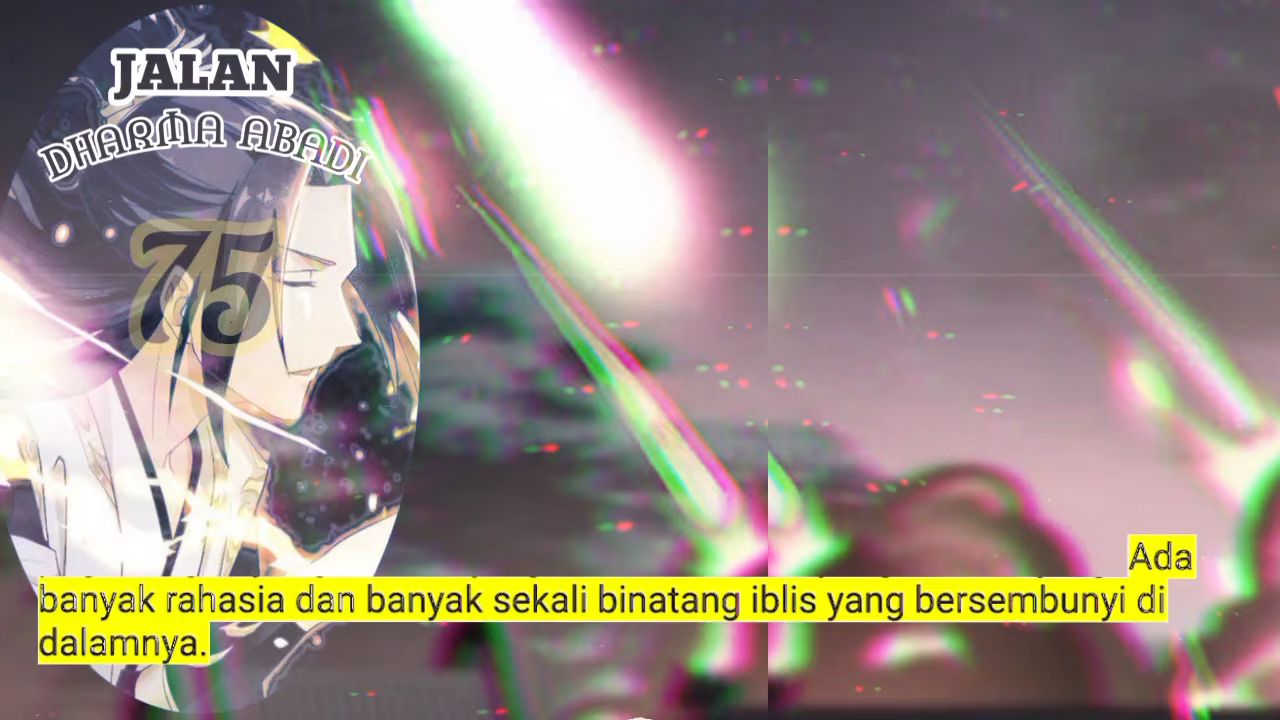 JALAN
DHARMA ABADI
75
Ada
banyak rahasia dan banyak sekali binatang iblis yang bersembunyi di
dalamnya.